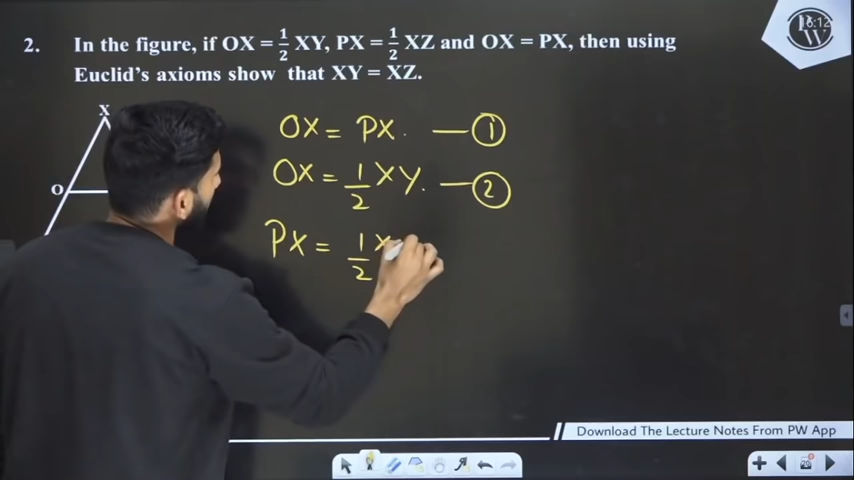 16:12
2. In the figure, if OX = 1/2 XY, PX = 1/2 XZ and OX = PX, then using
Euclid's axioms show that XY = XZ.
X
O
OX = PX. — 1
OX = 1/2 XY. — 2
PX = 1/2 X
Download The Lecture Notes From PW App